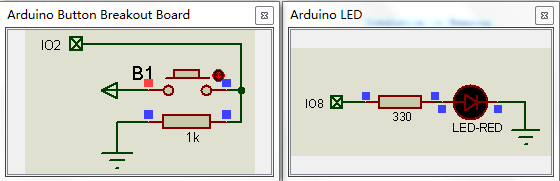 Arduino Button Breakout Board
IO2
B1
1k
Arduino LED
IO8
330
LED-RED